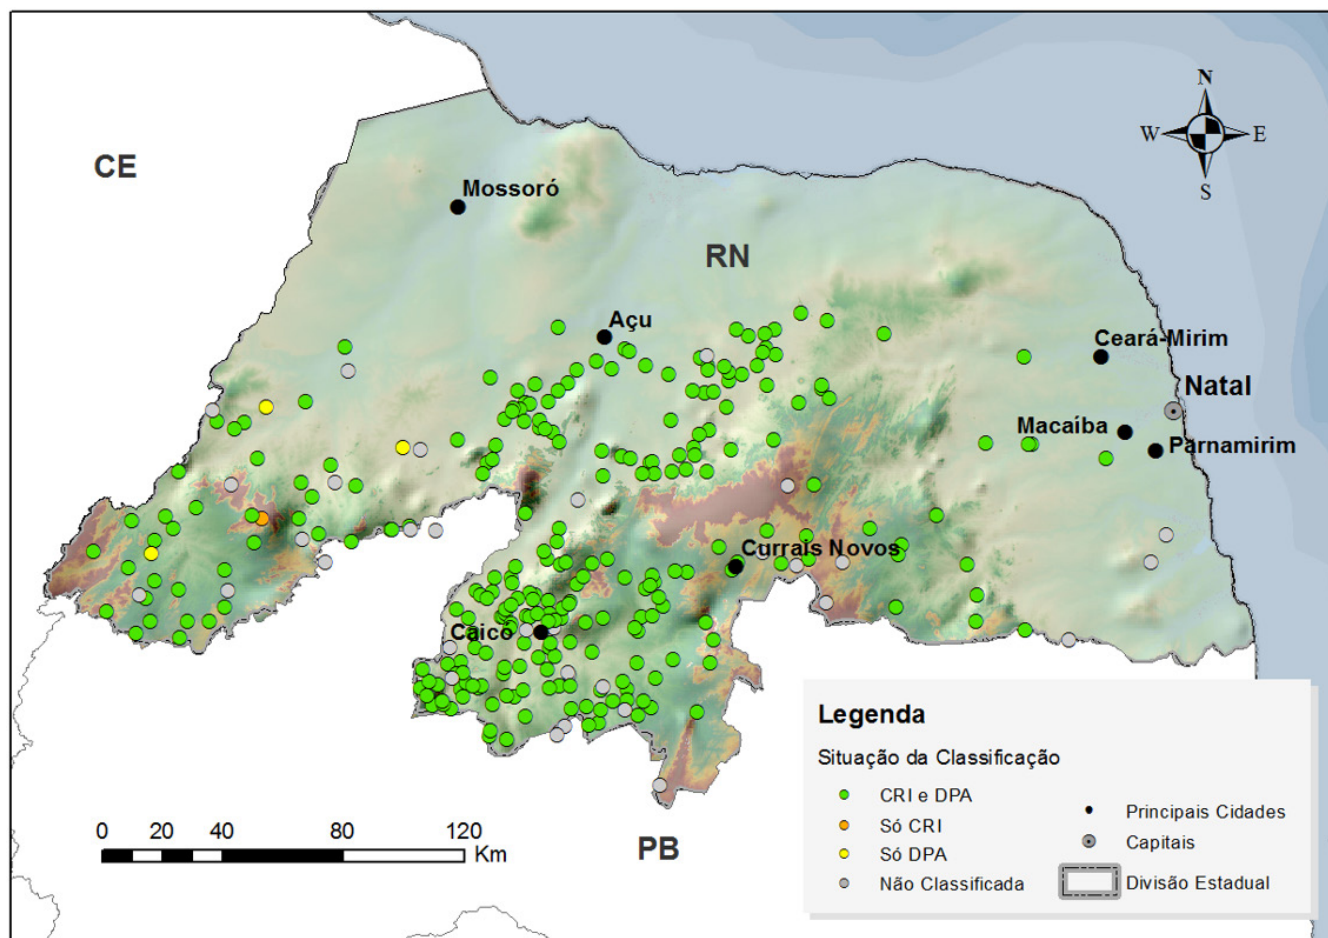 N
W E
S
CE
Mossoró
RN
Açu
Ceará-Mirim
Natal
Macaíba
Parnamirim
Currais Novos
Caicó
PB
0 20 40 80 120
Km
Legenda
Situação da Classificação
CRI e DPA
Só CRI
Só DPA
Não Classificada
Principais Cidades
Capitais
Divisão Estadual